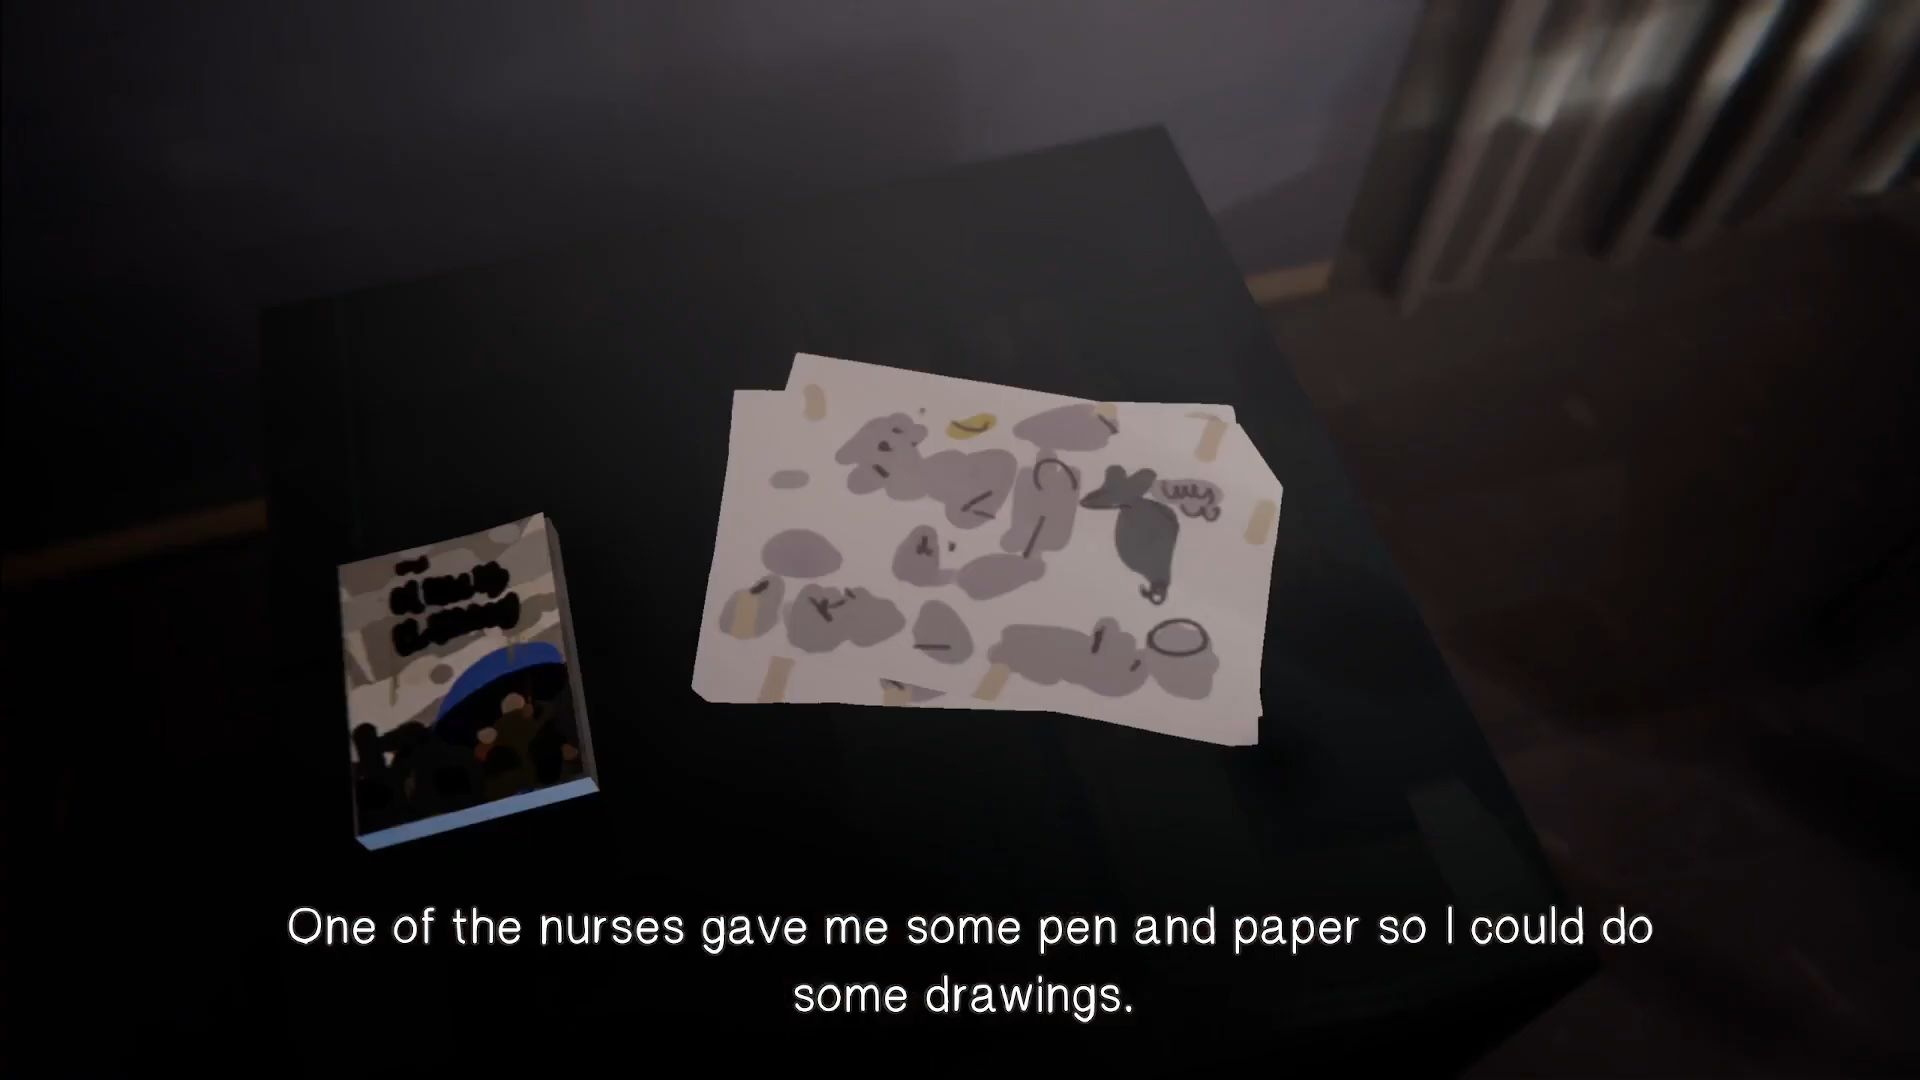 One of the nurses gave me some pen and paper so I could do
some drawings.